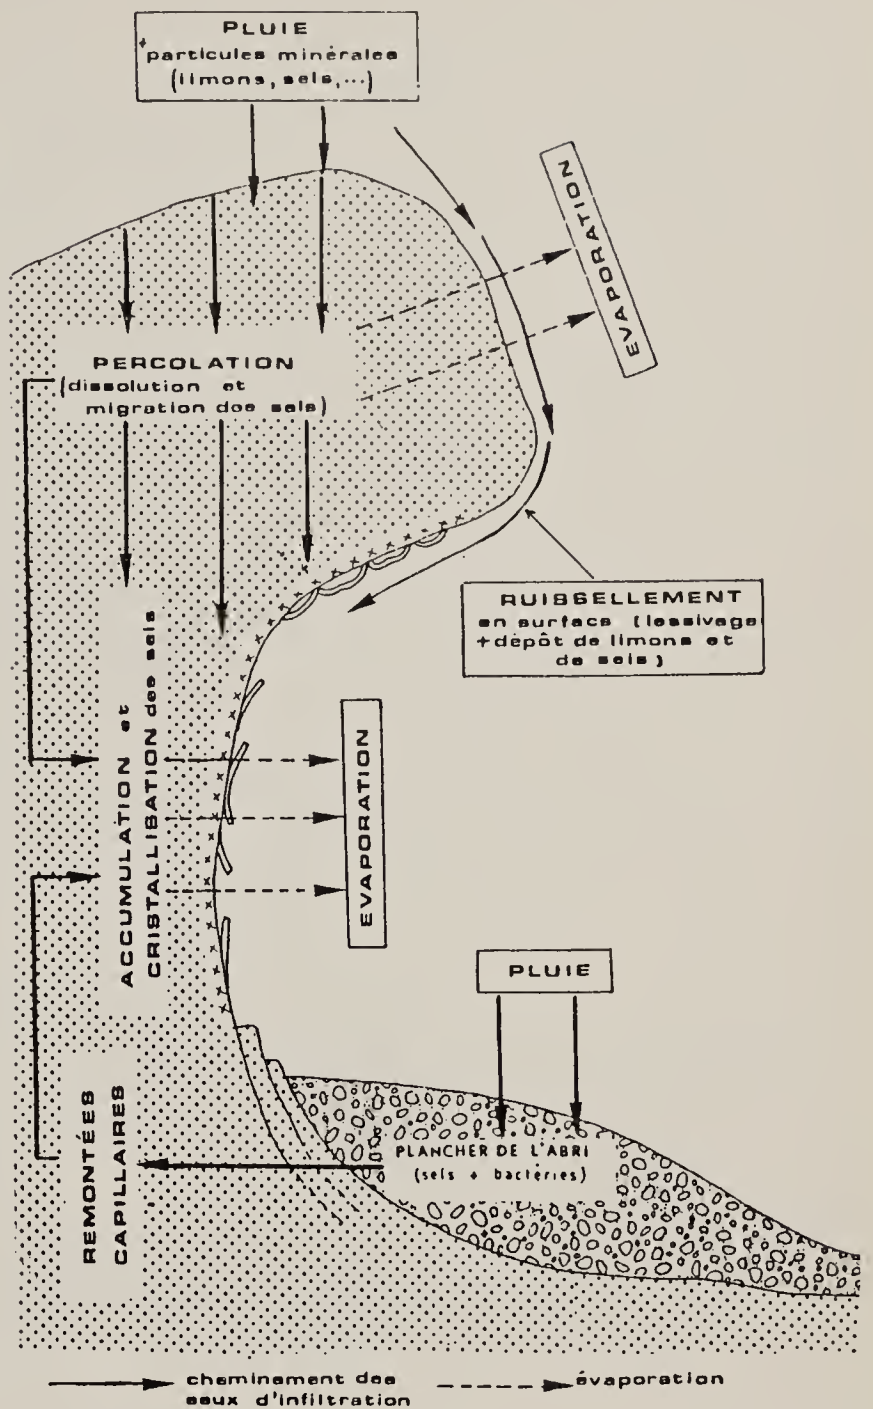 PLUIE
+ particules minérales
(limons, sels, ...)
EVAPORATION
PERCOLATION
(dissolution et
migration des sels)
RUISSELLEMENT
en surface (lessivage
+ dépôt de limons et
de sels)
ACCUMULATION et
CRISTALLISATION des sels
EVAPORATION
PLUIE
REMONTÉES
CAPILLAIRES
PLANCHER DE L'ABRI
(sels + bactéries)
cheminement des
eaux d'infiltration
évaporation